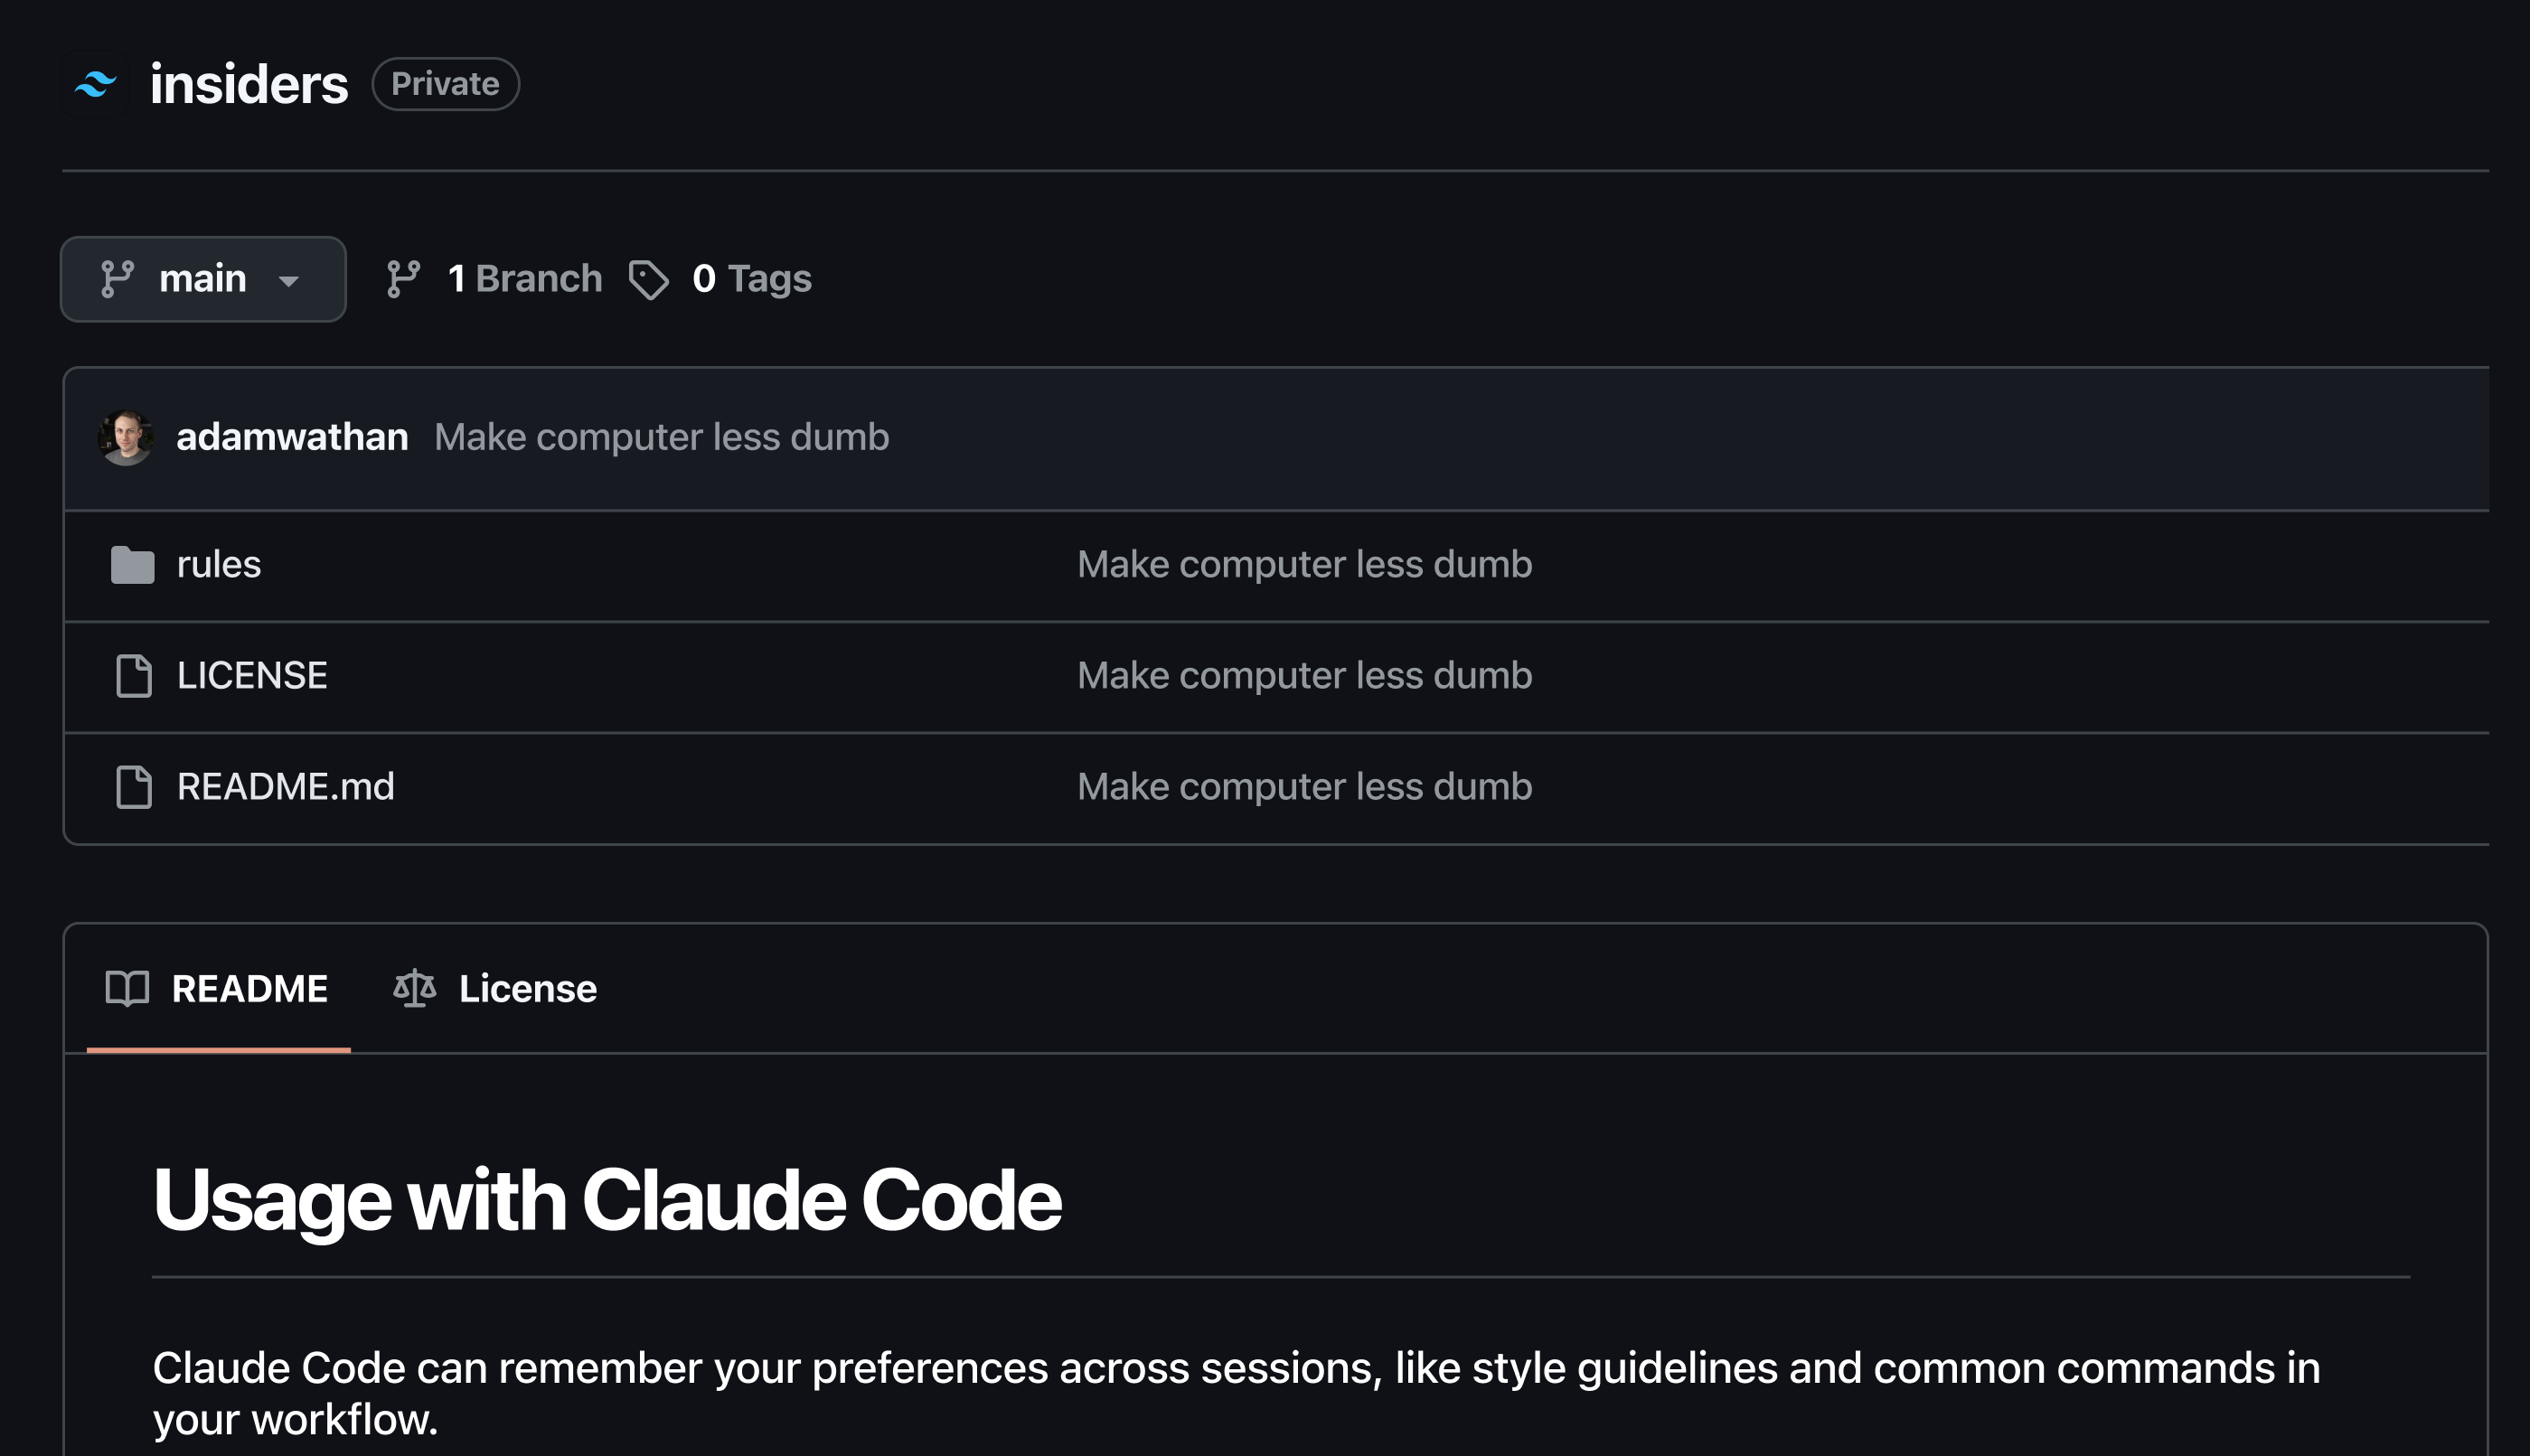 insiders Private
main 1 Branch 0 Tags
adamwathan Make computer less dumb
rules Make computer less dumb
LICENSE Make computer less dumb
README.md Make computer less dumb
README License
Usage with Claude Code
Claude Code can remember your preferences across sessions, like style guidelines and common commands in
your workflow.